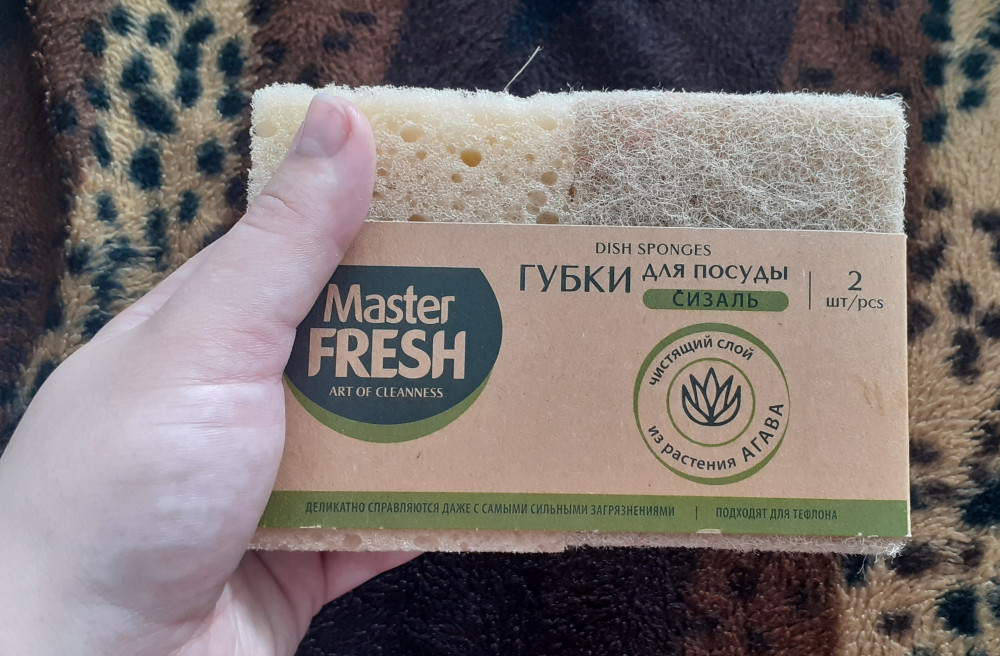 DISH SPONGES
ГУБКИ ДЛЯ ПОСУДЫ
СИЗАЛЬ
2
шт/pcs
Master
FRESH
ART OF CLEANNESS
ЧИСТЯЩИЙ СЛОЙ
из растения АГАВА
ДЕЛИКАТНО СПРАВЛЯЮТСЯ ДАЖЕ С САМЫМИ СИЛЬНЫМИ ЗАГРЯЗНЕНИЯМИ | ПОДХОДЯТ ДЛЯ ТЕФЛОНА